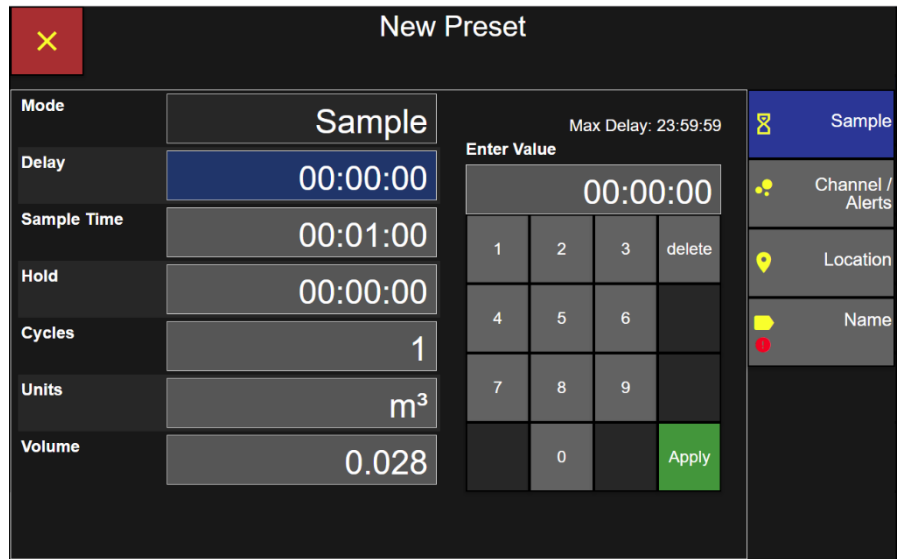 New Preset
Mode
Sample
Delay
00:00:00
Sample Time
00:01:00
Hold
00:00:00
Cycles
1
Units
m³
Volume
0.028
Max Delay: 23:59:59
Enter Value
00:00:00
1 2 3 delete
4 5 6
7 8 9
0 Apply
Sample
Channel /
Alerts
Location
Name